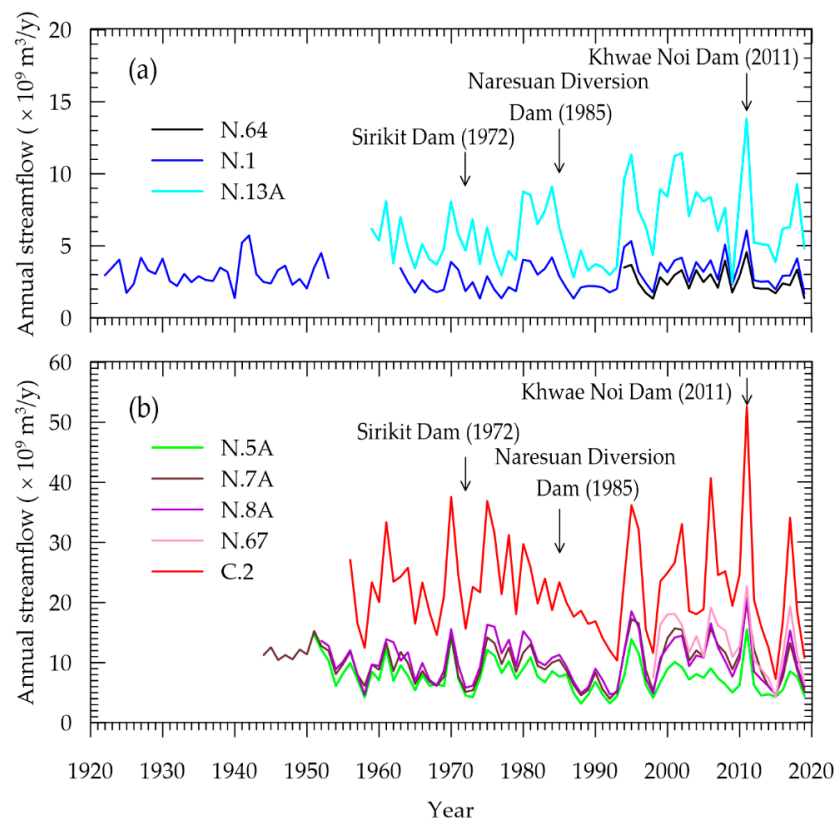 20
15
10
5
0
Annual streamflow ( × 10⁹ m³/y)
(a)
N.64
N.1
N.13A
Khwae Noi Dam (2011)
Naresuan Diversion
Dam (1985)
Sirikit Dam (1972)
60
50
40
30
20
10
0
Annual streamflow ( × 10⁹ m³/y)
(b)
N.5A
N.7A
N.8A
N.67
C.2
Khwae Noi Dam (2011)
Sirikit Dam (1972)
Naresuan Diversion
Dam (1985)
1920 1930 1940 1950 1960 1970 1980 1990 2000 2010 2020
Year